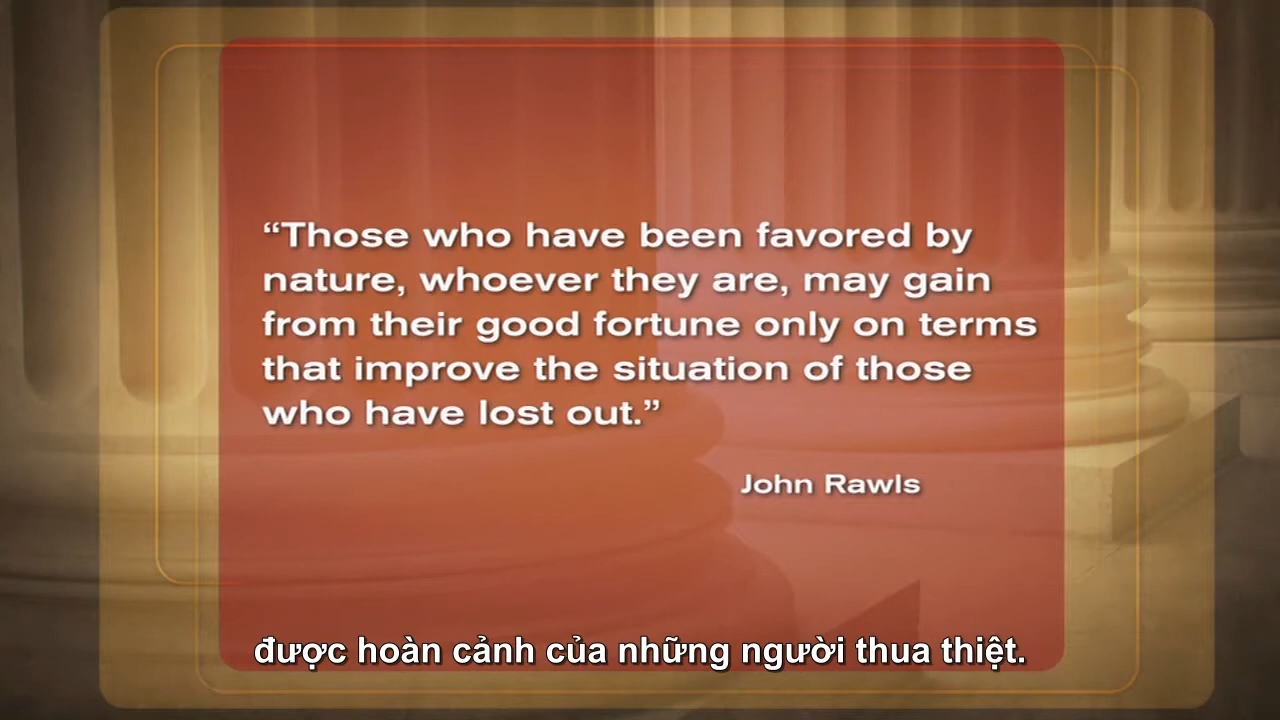 “Those who have been favored by
nature, whoever they are, may gain
from their good fortune only on terms
that improve the situation of those
who have lost out.”
John Rawls
được hoàn cảnh của những người thua thiệt.